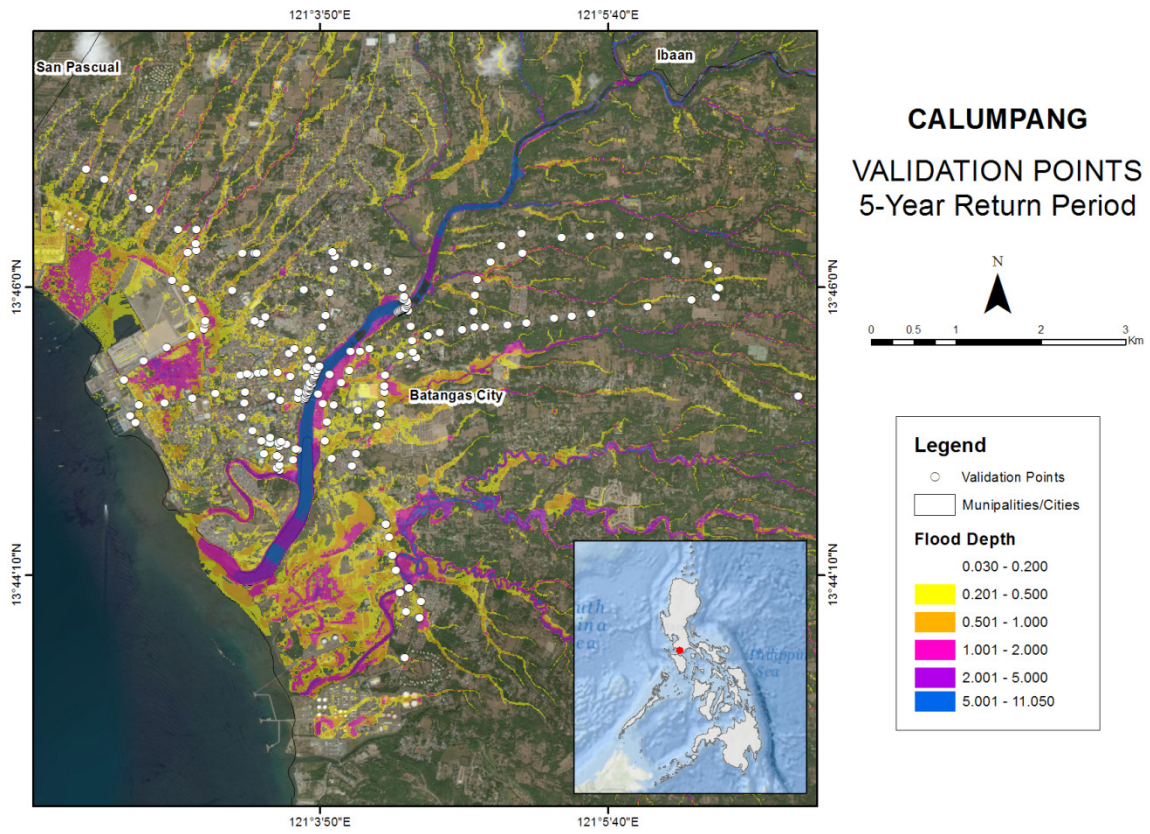 121°3'50"E
121°5'40"E
San Pascual
Ibaan
13°46'0"N
13°46'0"N
Batangas City
13°44'10"N
13°44'10"N
121°3'50"E
121°5'40"E
CALUMPANG
VALIDATION POINTS
5-Year Return Period
N
0 0.5 1 2 3
Km
Legend
Validation Points
Munipalities/Cities
Flood Depth
0.030 - 0.200
0.201 - 0.500
0.501 - 1.000
1.001 - 2.000
2.001 - 5.000
5.001 - 11.050
Sea
Sea